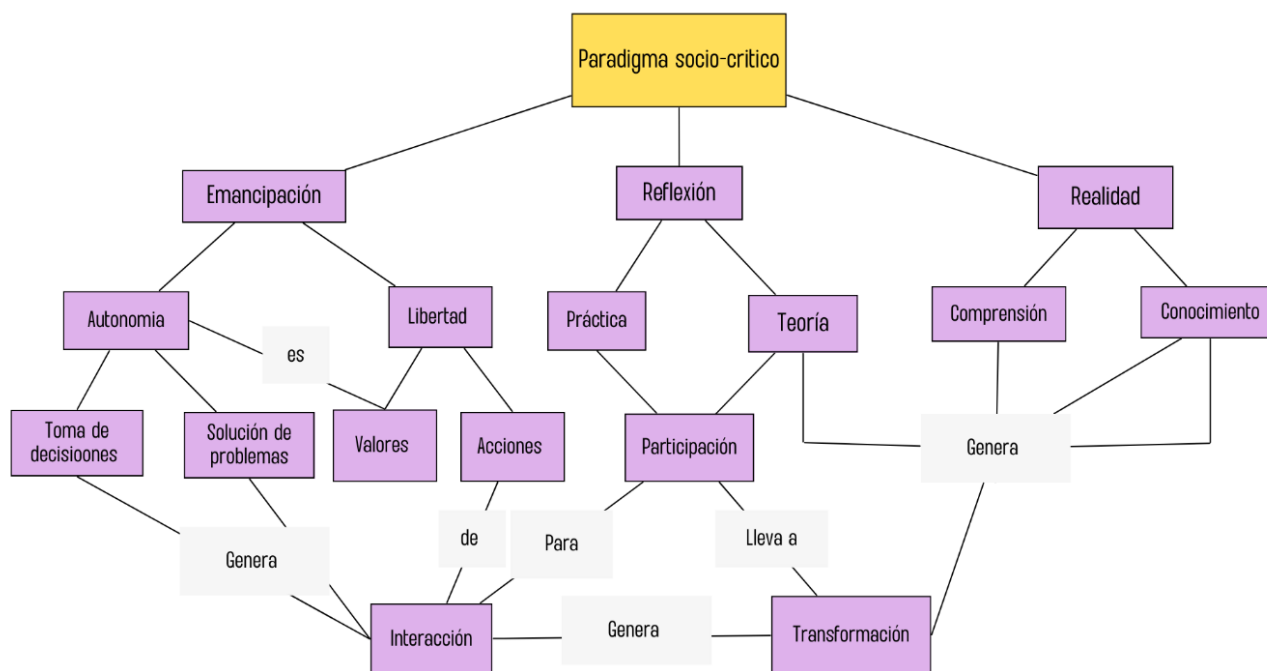 Paradigma socio-critico
Emancipación
Reflexión
Realidad
Autonomia
Libertad
Práctica
Teoría
Comprensión
Conocimiento
es
Toma de
decisioones
Solución de
problemas
Valores
Acciones
Participación
Genera
Genera
de
Para
Lleva a
Interacción
Genera
Transformación